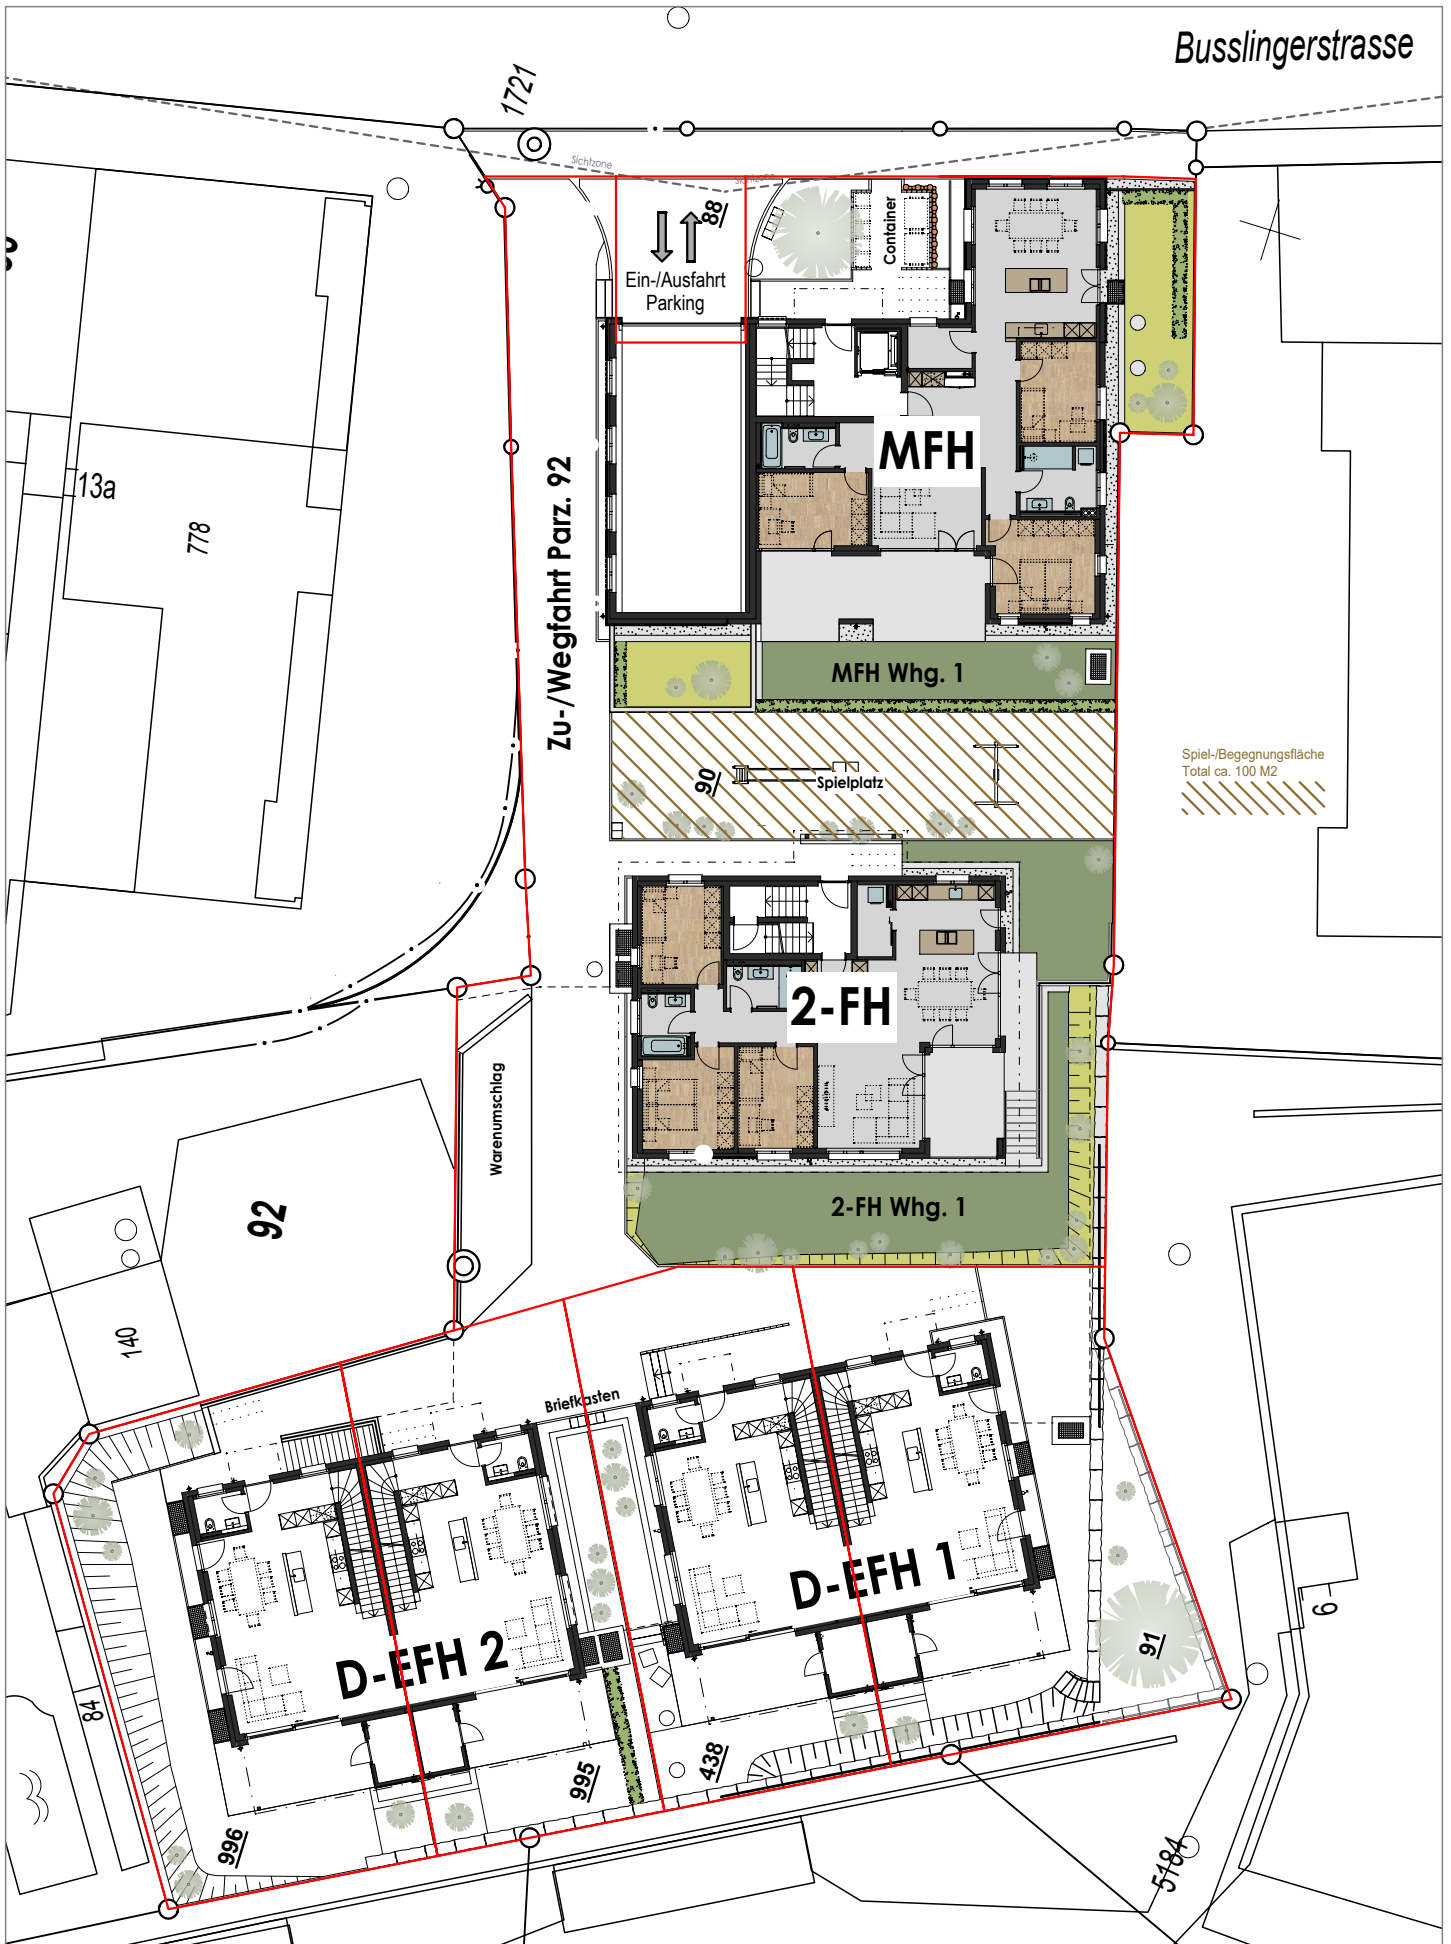 Busslingerstrasse
1721
Sichtzone
88
Container
Ein-/Ausfahrt
Parking
MFH
13a
778
Zu-/Wegfahrt Parz. 92
MFH Whg. 1
90
Spielplatz
Spiel-/Begegnungsfläche
Total ca. 100 M2
2-FH
Warenumschlag
92
2-FH Whg. 1
140
Briefkasten
D-EFH 1
D-EFH 2
6
91
84
438
995
996
5184